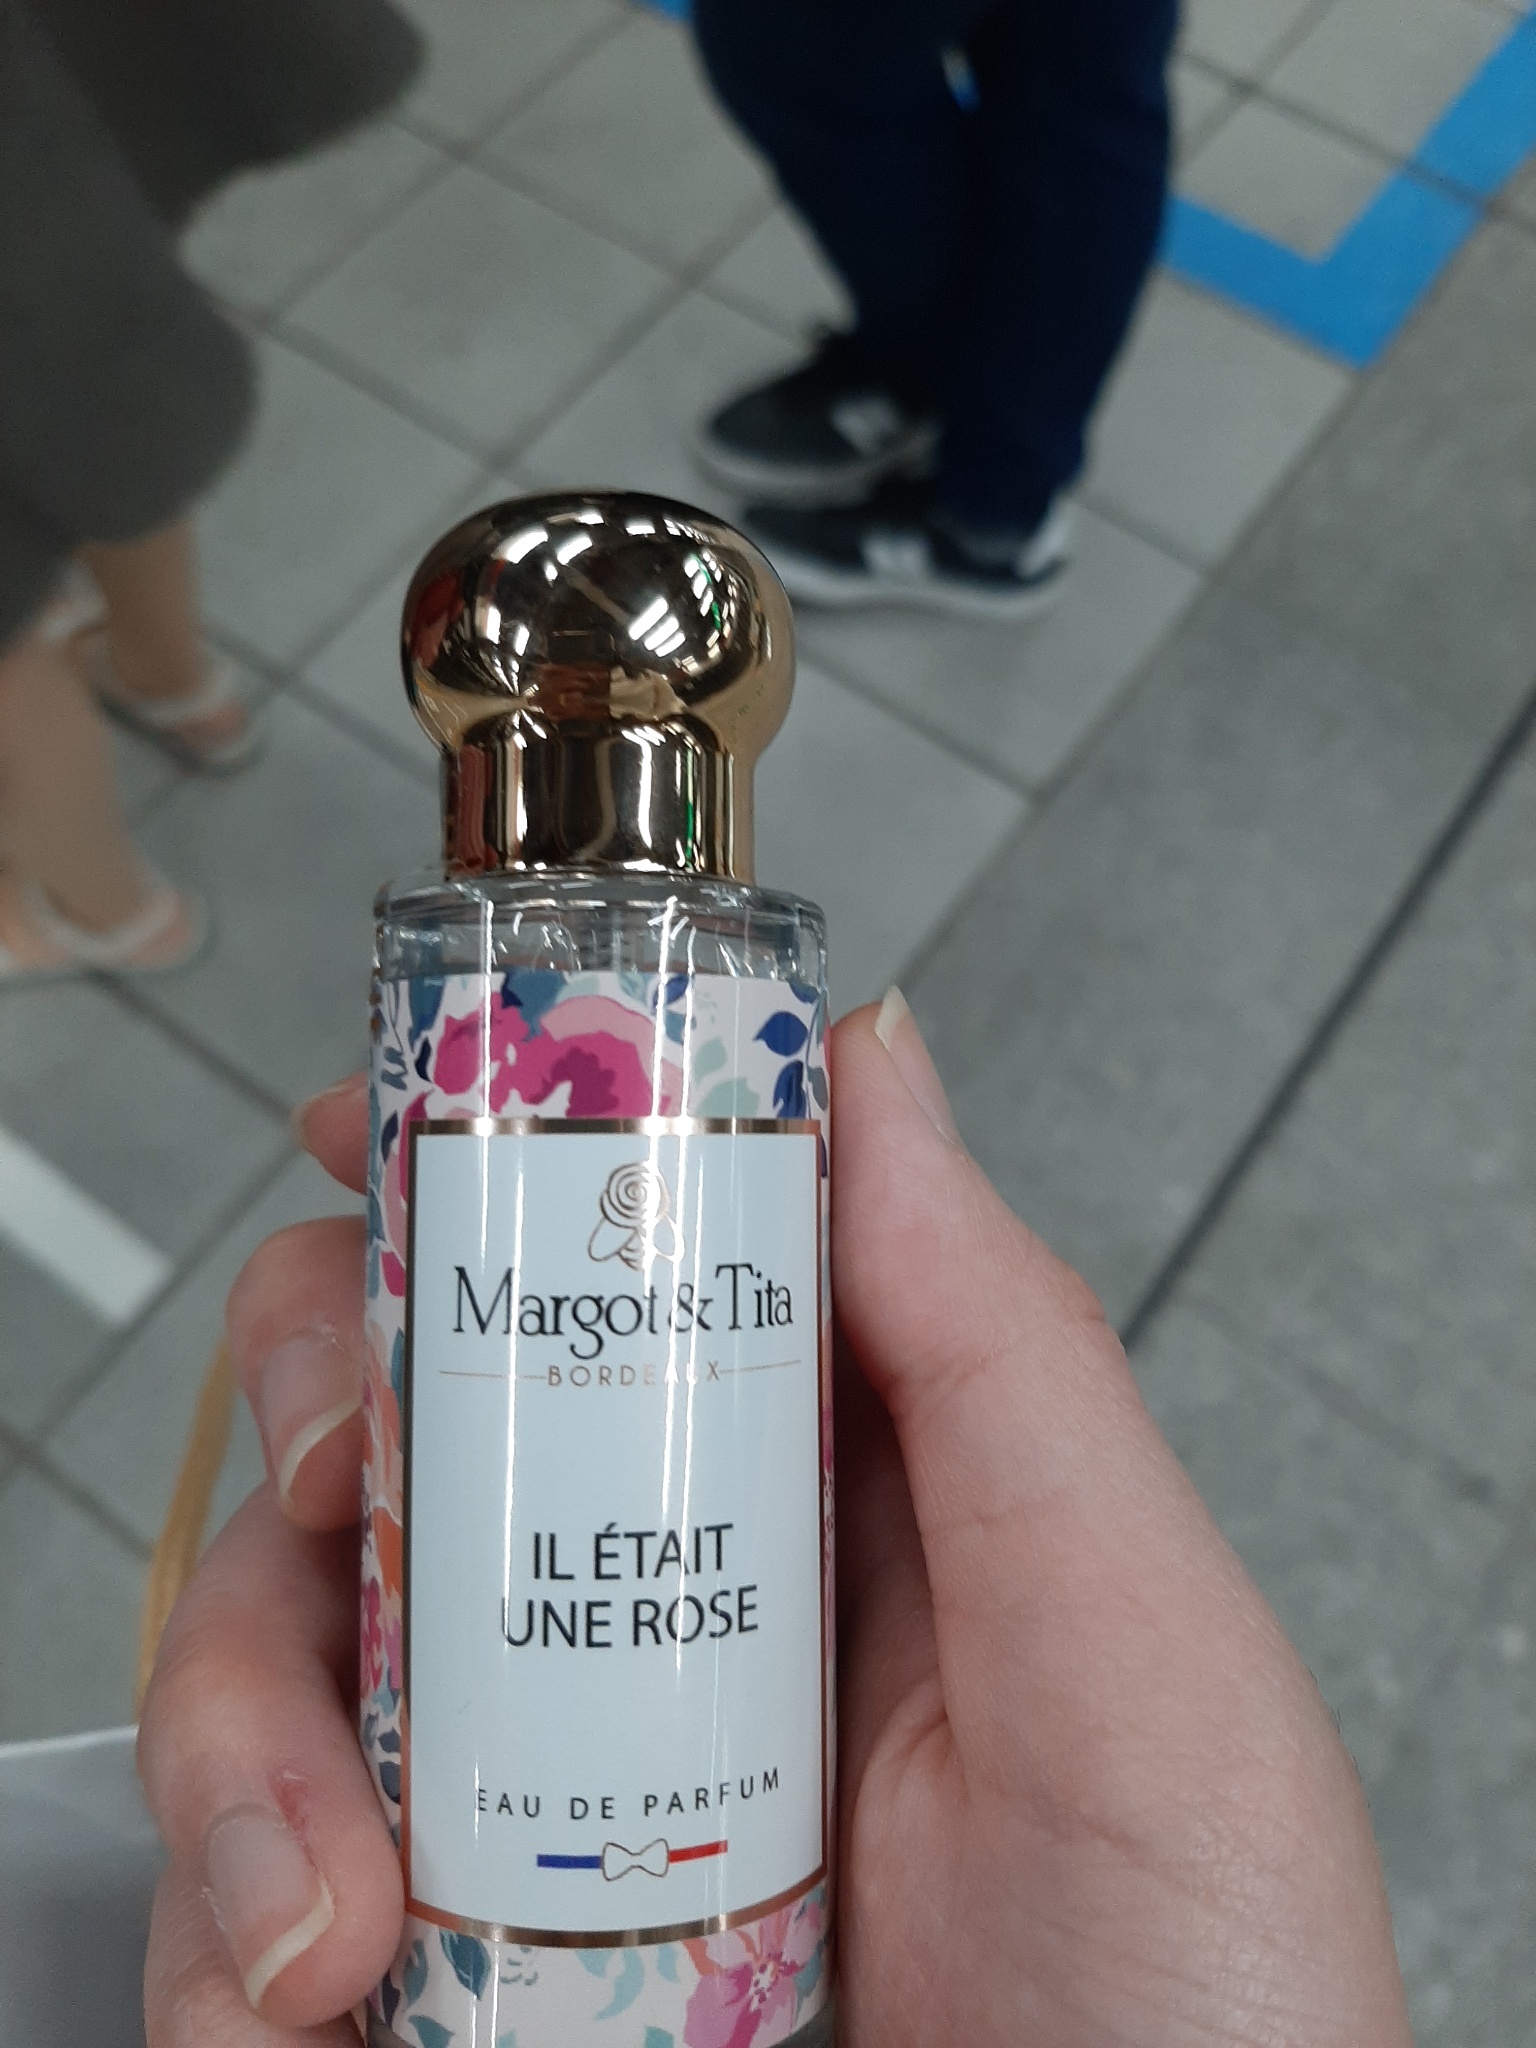 Margot & Tita
BORDEAUX
IL ÉTAIT
UNE ROSE
EAU DE PARFUM